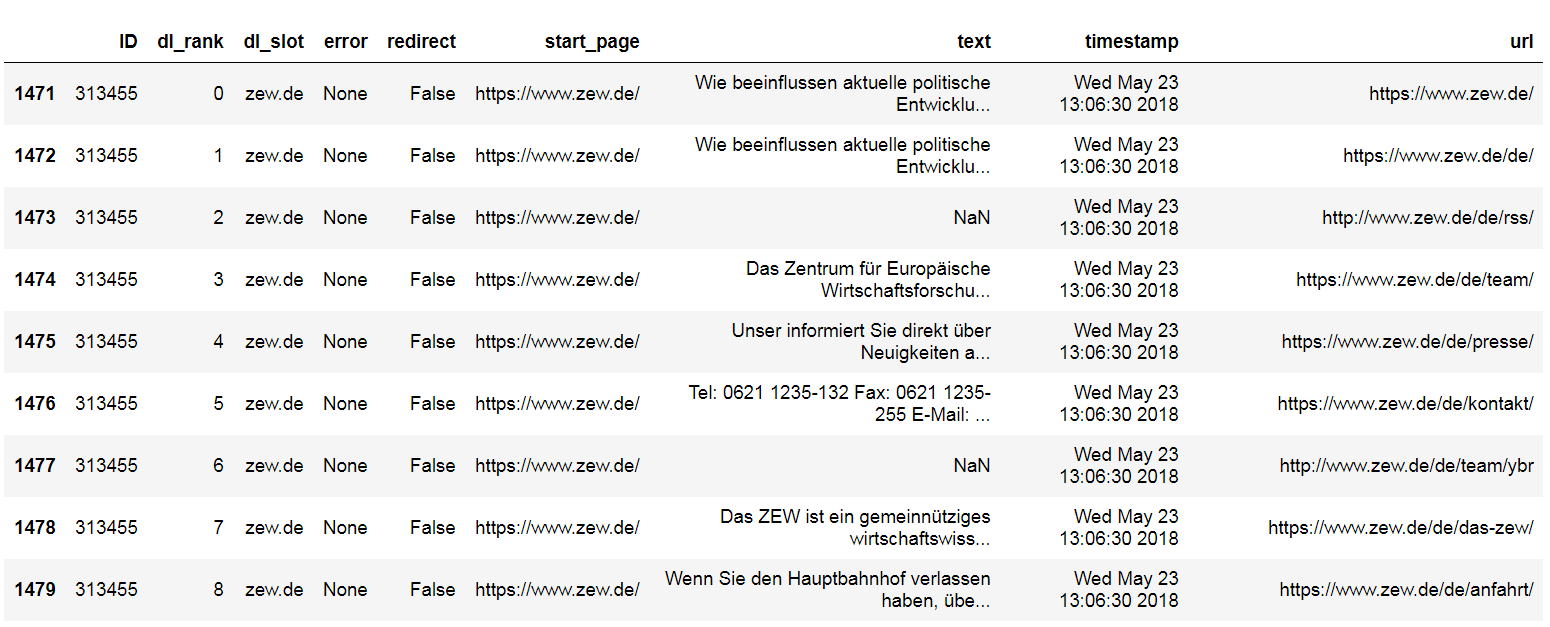 ID dl_rank dl_slot error redirect start_page text timestamp url
1471 313455 0 zew.de None False https://www.zew.de/ Wie beeinflussen aktuelle politische Entwicklu... Wed May 23 13:06:30 2018 https://www.zew.de/
1472 313455 1 zew.de None False https://www.zew.de/ Wie beeinflussen aktuelle politische Entwicklu... Wed May 23 13:06:30 2018 https://www.zew.de/de/
1473 313455 2 zew.de None False https://www.zew.de/ NaN Wed May 23 13:06:30 2018 http://www.zew.de/de/rss/
1474 313455 3 zew.de None False https://www.zew.de/ Das Zentrum für Europäische Wirtschaftsforschu... Wed May 23 13:06:30 2018 https://www.zew.de/de/team/
1475 313455 4 zew.de None False https://www.zew.de/ Unser informiert Sie direkt über Neuigkeiten a... Wed May 23 13:06:30 2018 https://www.zew.de/de/presse/
1476 313455 5 zew.de None False https://www.zew.de/ Tel: 0621 1235-132 Fax: 0621 1235-255 E-Mail: ... Wed May 23 13:06:30 2018 https://www.zew.de/de/kontakt/
1477 313455 6 zew.de None False https://www.zew.de/ NaN Wed May 23 13:06:30 2018 http://www.zew.de/de/team/ybr
1478 313455 7 zew.de None False https://www.zew.de/ Das ZEW ist ein gemeinnütziges wirtschaftswiss... Wed May 23 13:06:30 2018 https://www.zew.de/de/das-zew/
1479 313455 8 zew.de None False https://www.zew.de/ Wenn Sie den Hauptbahnhof verlassen haben, übe... Wed May 23 13:06:30 2018 https://www.zew.de/de/anfahrt/